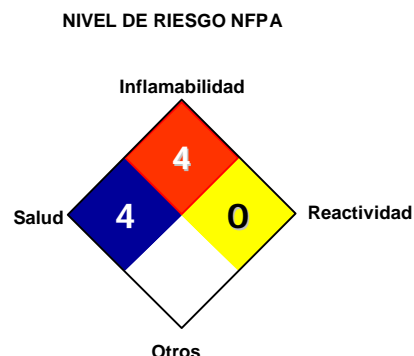 NIVEL DE RIESGO NFPA
Inflamabilidad
4
Salud
4
0
Reactividad
Otros